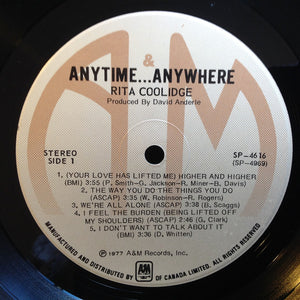 &
ANYTIME...ANYWHERE
RITA COOLIDGE
Produced By David Anderle
STEREO
SIDE 1
SP-4616
(SP-4969)
1. (YOUR LOVE HAS LIFTED ME) HIGHER AND HIGHER
(BMI) 3:55 (P. Smith-G. Jackson-R. Miner-B. Davis)
2. THE WAY YOU DO THE THINGS YOU DO
(ASCAP) 3:35 (W. Robinson-R. Rogers)
3. WE'RE ALL ALONE (ASCAP) 3:38 (B. Scaggs)
4. I FEEL THE BURDEN (BEING LIFTED OFF
MY SHOULDERS) (ASCAP) 2:46 (G. Clark)
5. I DON'T WANT TO TALK ABOUT IT
(BMI) 3:36 (D. Whitten)
©1977 A&M Records, Inc.
A&M
MANUFACTURED AND DISTRIBUTED BY A&M RECORDS OF CANADA LIMITED. ALL RIGHTS RESERVED.